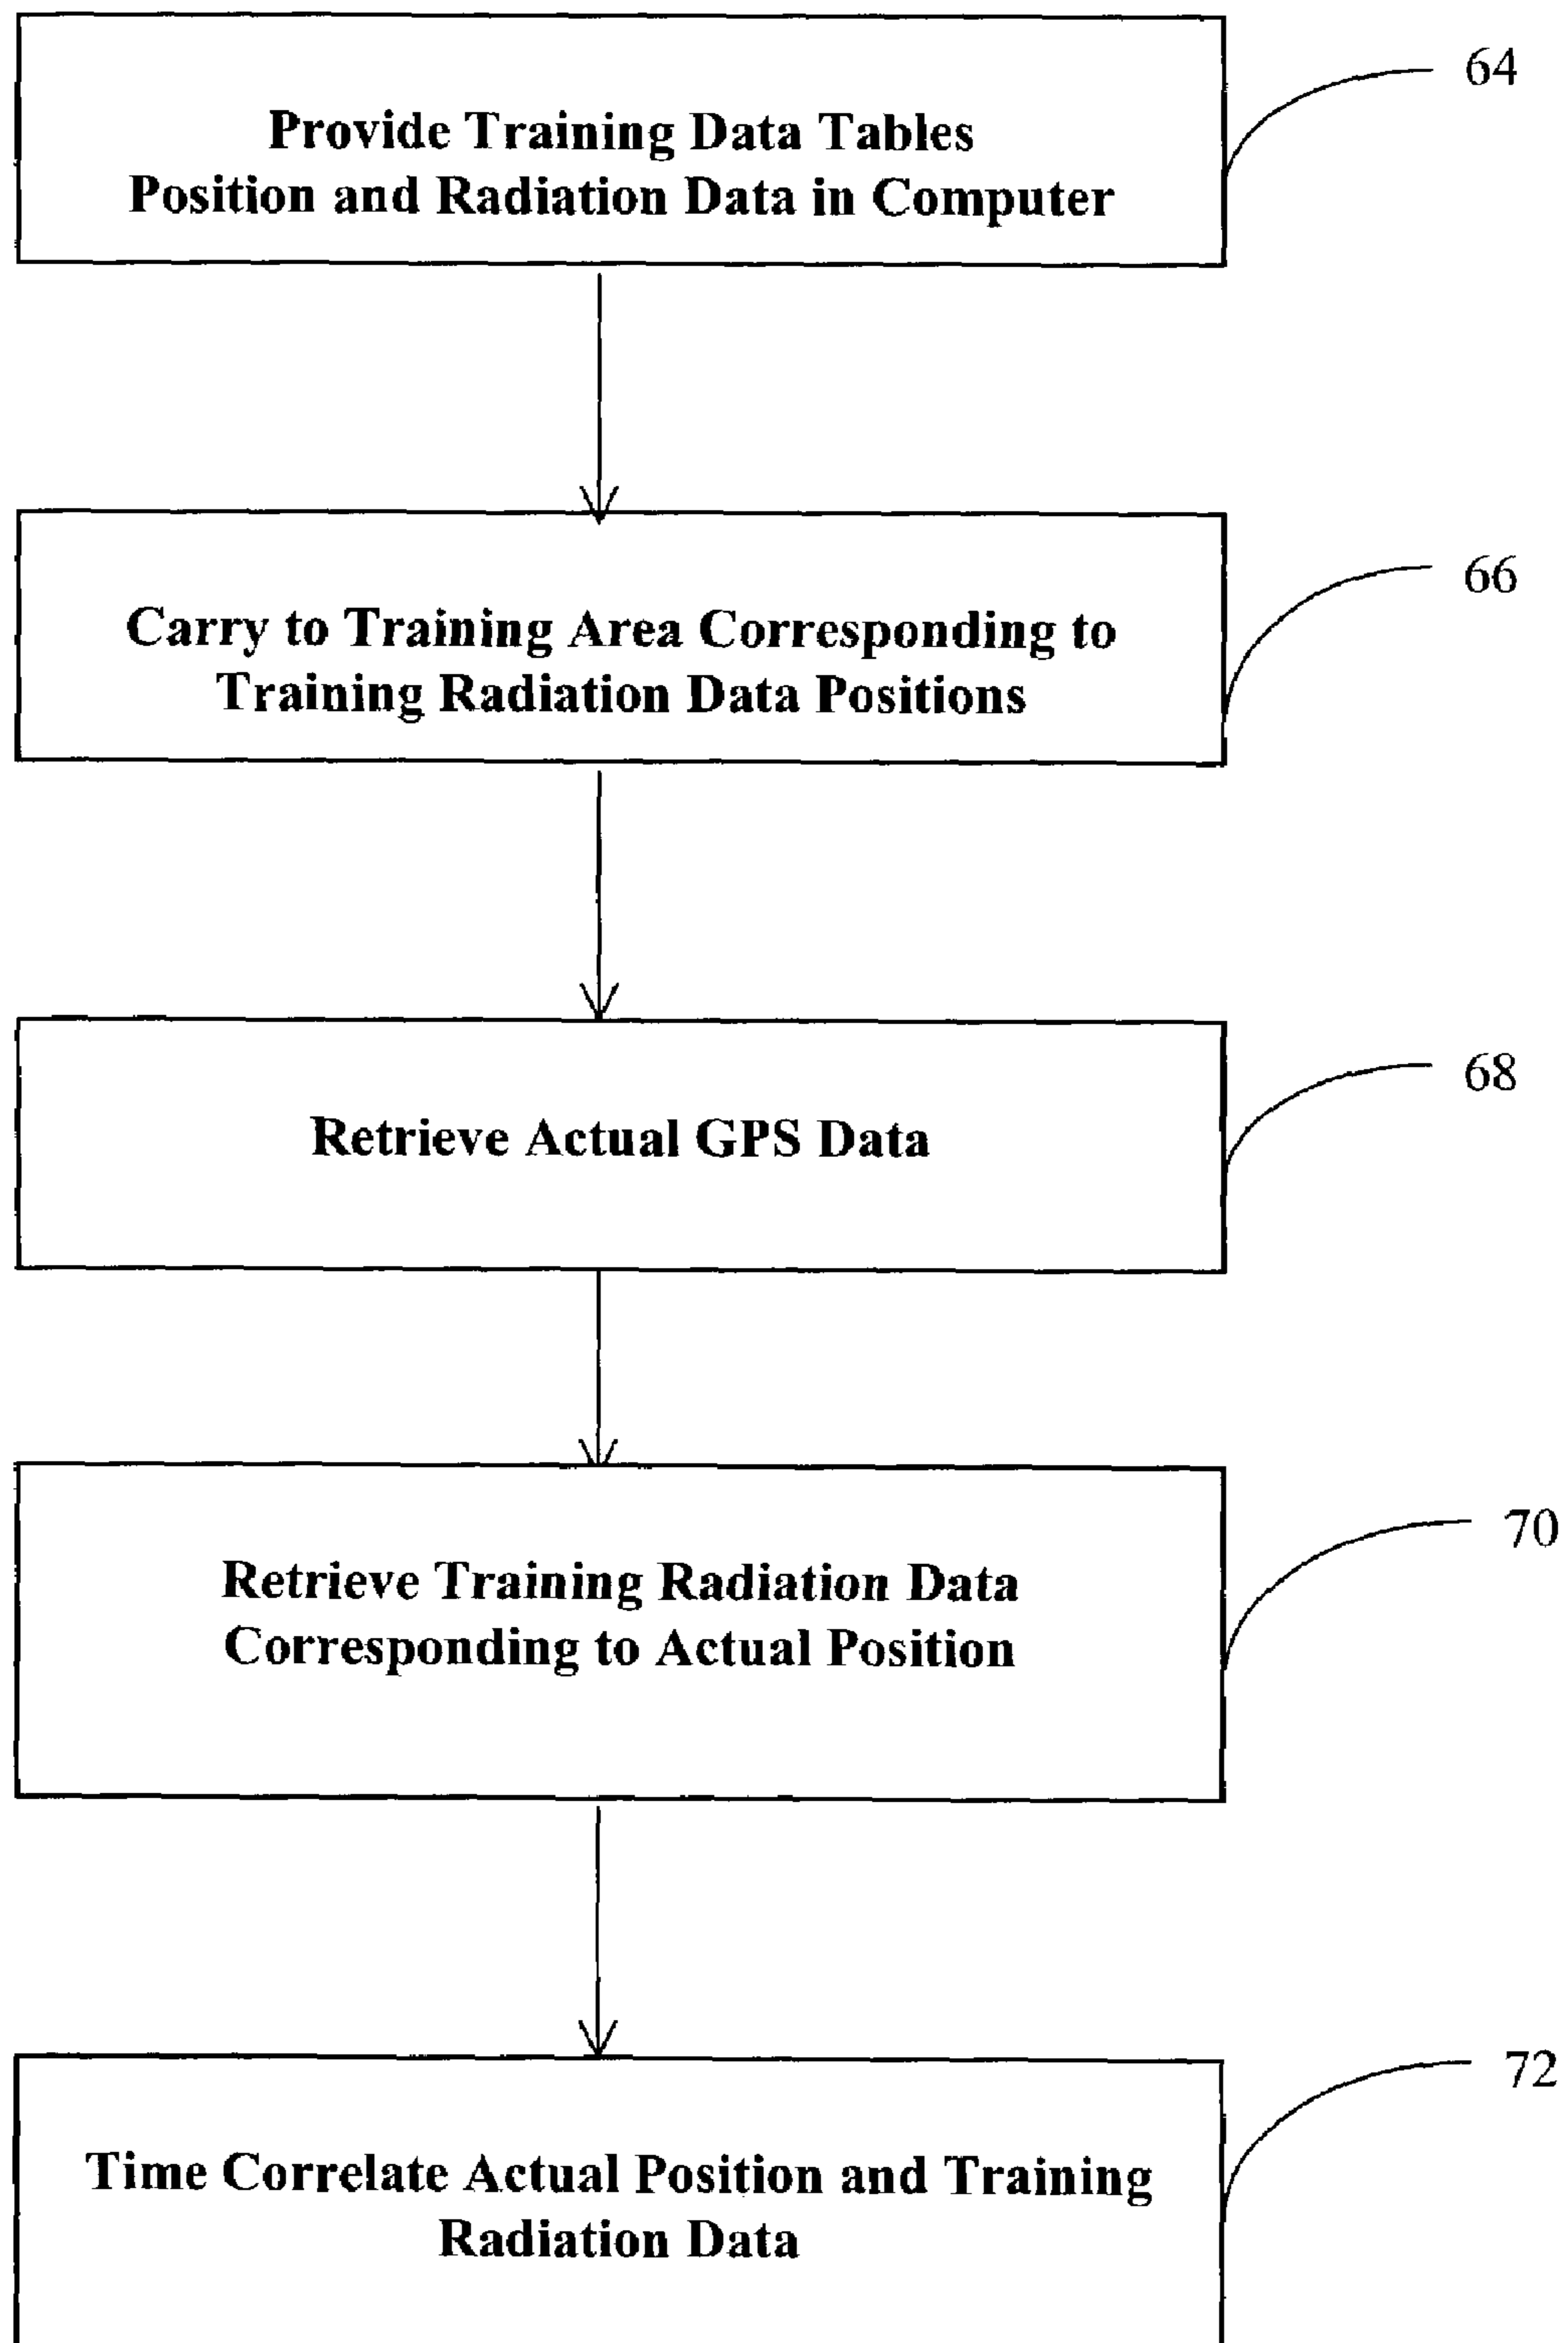 64
Provide Training Data Tables
Position and Radiation Data in Computer
66
Carry to Training Area Corresponding to
Training Radiation Data Positions
68
Retrieve Actual GPS Data
70
Retrieve Training Radiation Data
Corresponding to Actual Position
72
Time Correlate Actual Position and Training
Radiation Data